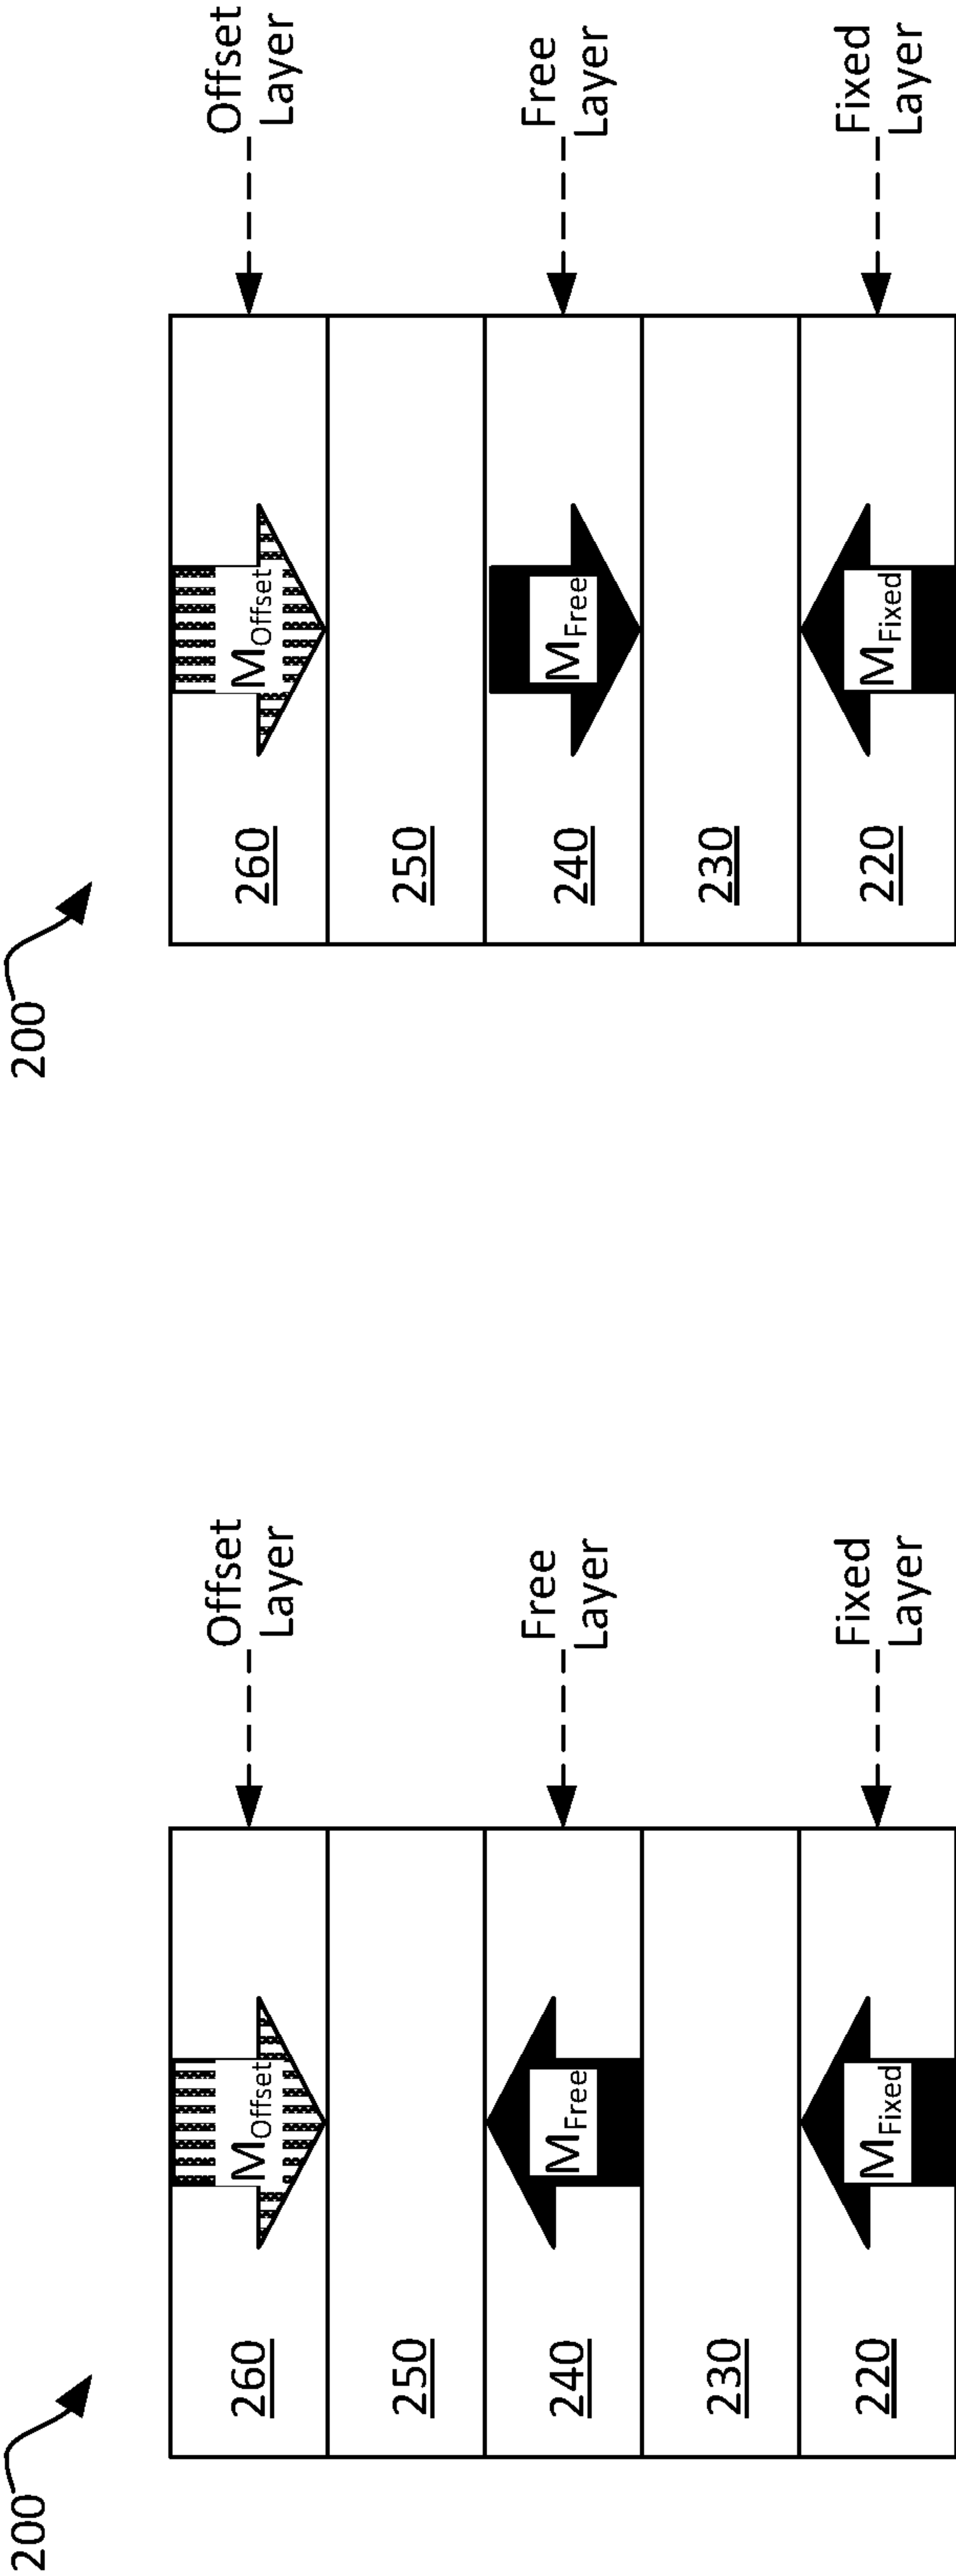 200
260
MOffset
Offset
Layer
250
240
MFree
Free
Layer
230
220
MFixed
Fixed
Layer
200
260
MOffset
Offset
Layer
250
240
MFree
Free
Layer
230
220
MFixed
Fixed
Layer